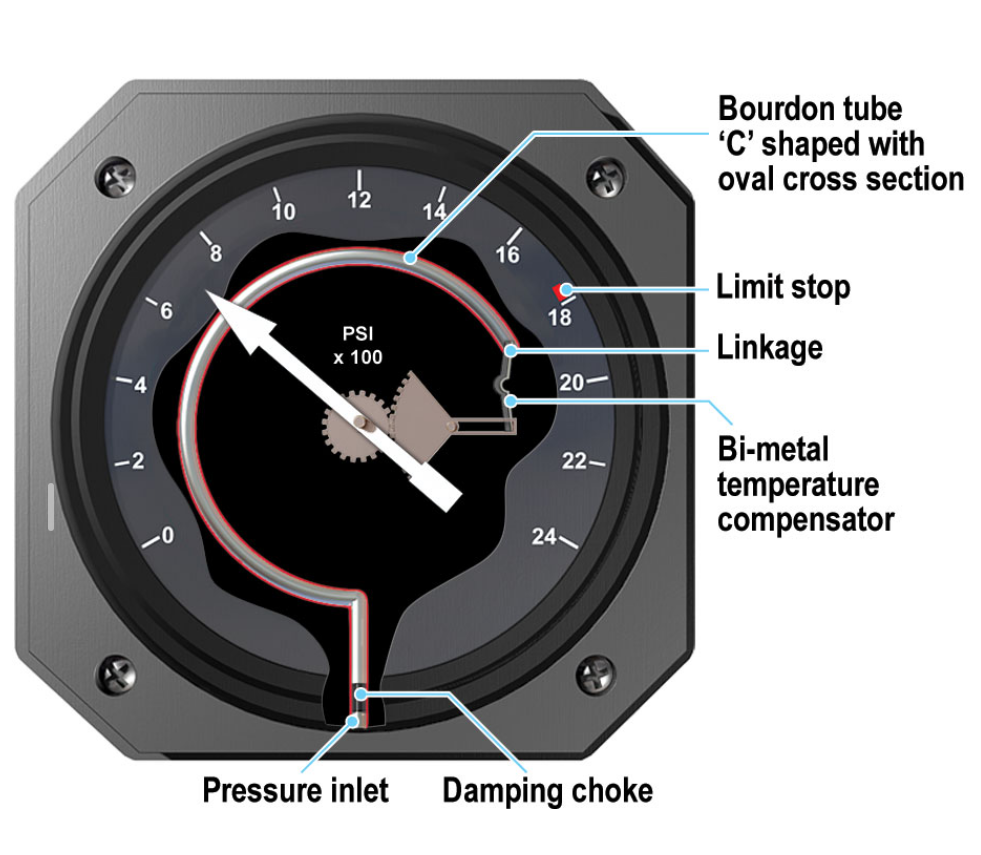 Bourdon tube
‘C’ shaped with
oval cross section
12
10
14
8
16
6
Limit stop
18
PSI
x 100
Linkage
4
20
Bi-metal
temperature
compensator
2
22
0
24
Pressure inlet
Damping choke